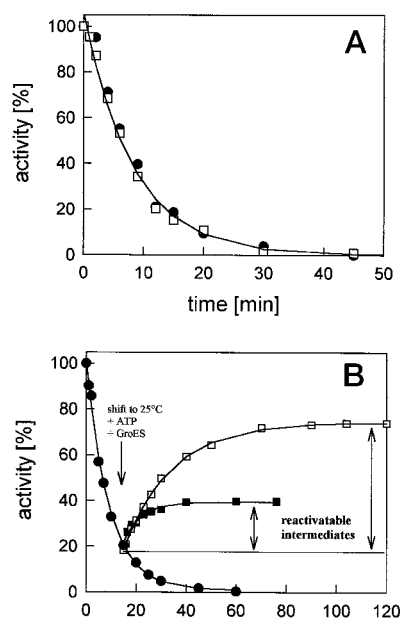 A
activity [%]
100
80
60
40
20
0
0 10 20 30 40 50
time [min]
B
activity [%]
100
80
60
40
20
0
shift to 25°C
+ ATP
÷ GroES
reactivatable
intermediates
0 20 40 60 80 100 120